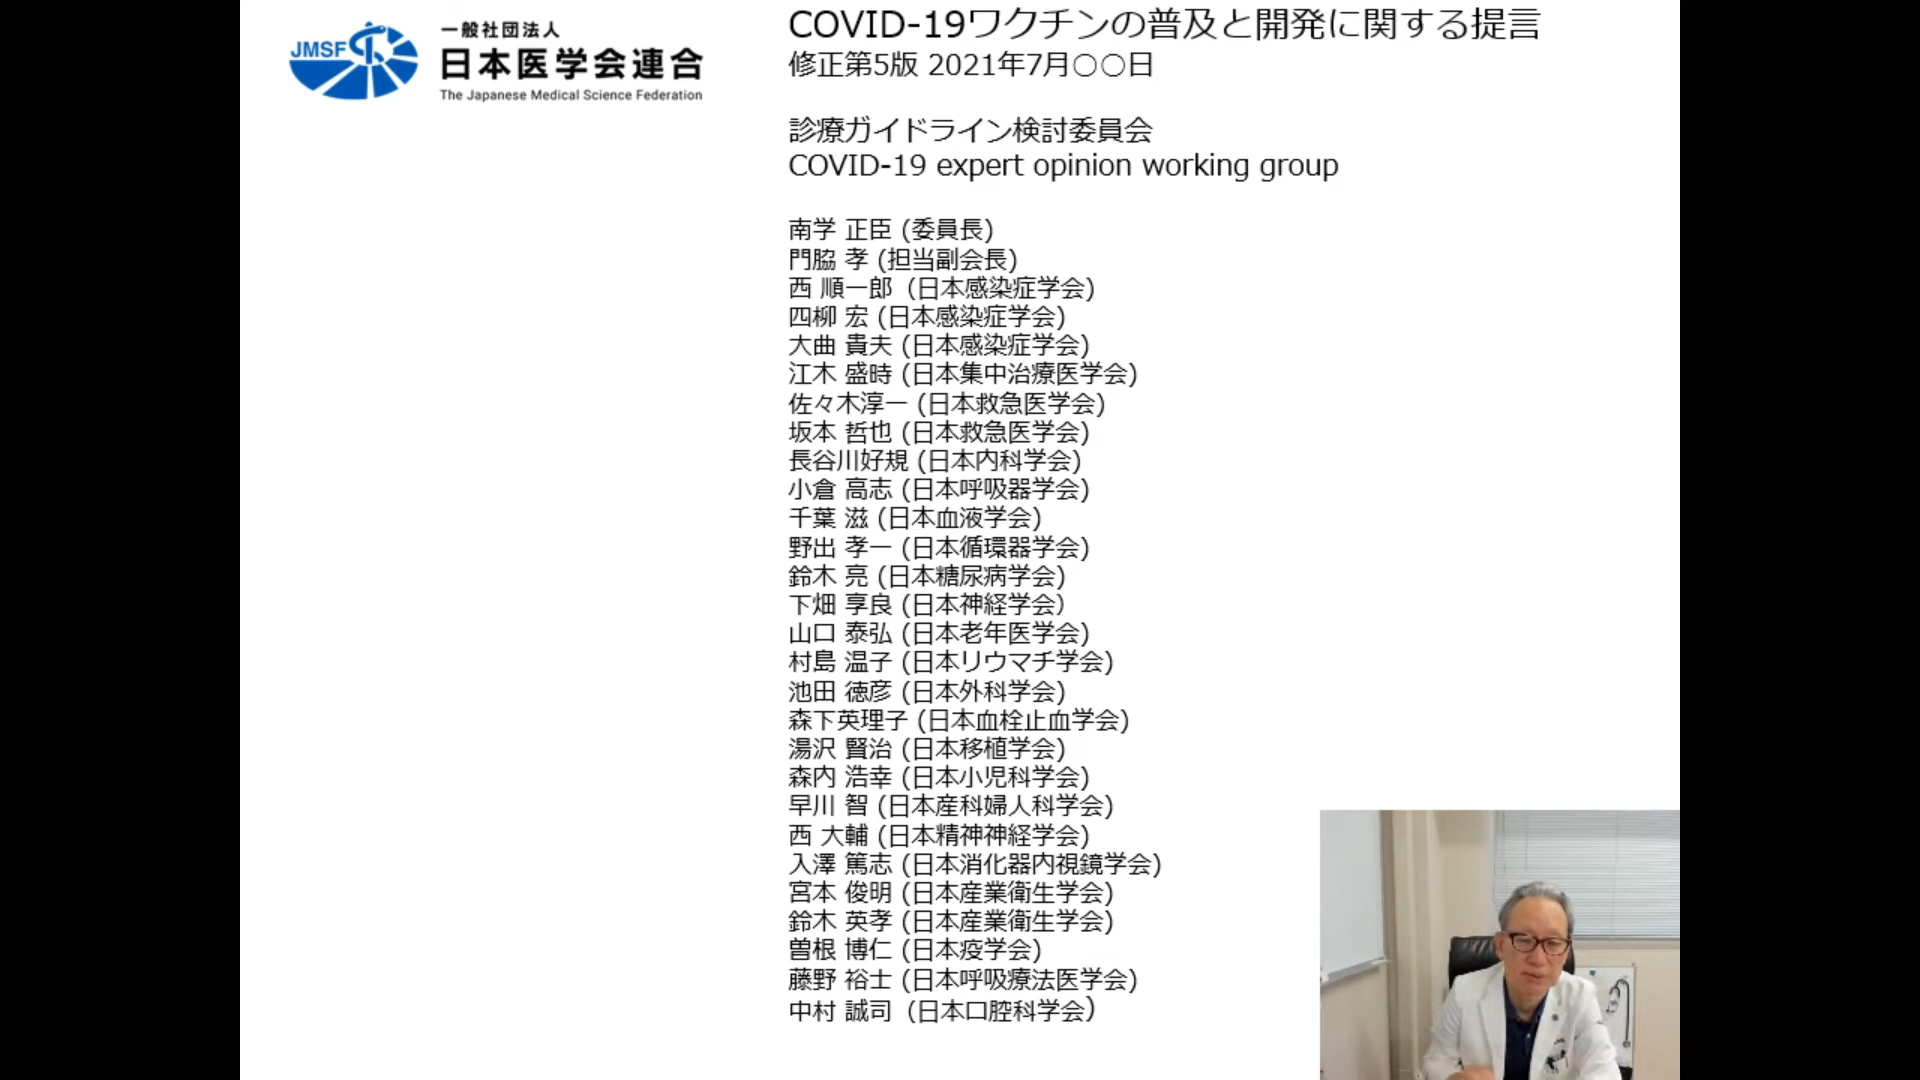 JMSF
一般社団法人
日本医学会連合
The Japanese Medical Science Federation
COVID-19ワクチンの普及と開発に関する提言
修正第5版 2021年7月○○日
診療ガイドライン検討委員会
COVID-19 expert opinion working group
南学 正臣 (委員長)
門脇 孝 (担当副会長)
西 順一郎 (日本感染症学会)
四柳 宏 (日本感染症学会)
大曲 貴夫 (日本感染症学会)
江木 盛時 (日本集中治療医学会)
佐々木淳一 (日本救急医学会)
坂本 哲也 (日本救急医学会)
長谷川好規 (日本内科学会)
小倉 高志 (日本呼吸器学会)
千葉 滋 (日本血液学会)
野出 孝一 (日本循環器学会)
鈴木 亮 (日本糖尿病学会)
下畑 享良 (日本神経学会)
山口 泰弘 (日本老年医学会)
村島 温子 (日本リウマチ学会)
池田 徳彦 (日本外科学会)
森下英理子 (日本血栓止血学会)
湯沢 賢治 (日本移植学会)
森内 浩幸 (日本小児科学会)
早川 智 (日本産科婦人科学会)
西 大輔 (日本精神神経学会)
入澤 篤志 (日本消化器内視鏡学会)
宮本 俊明 (日本産業衛生学会)
鈴木 英孝 (日本産業衛生学会)
曽根 博仁 (日本疫学会)
藤野 裕士 (日本呼吸療法医学会)
中村 誠司 (日本口腔科学会)